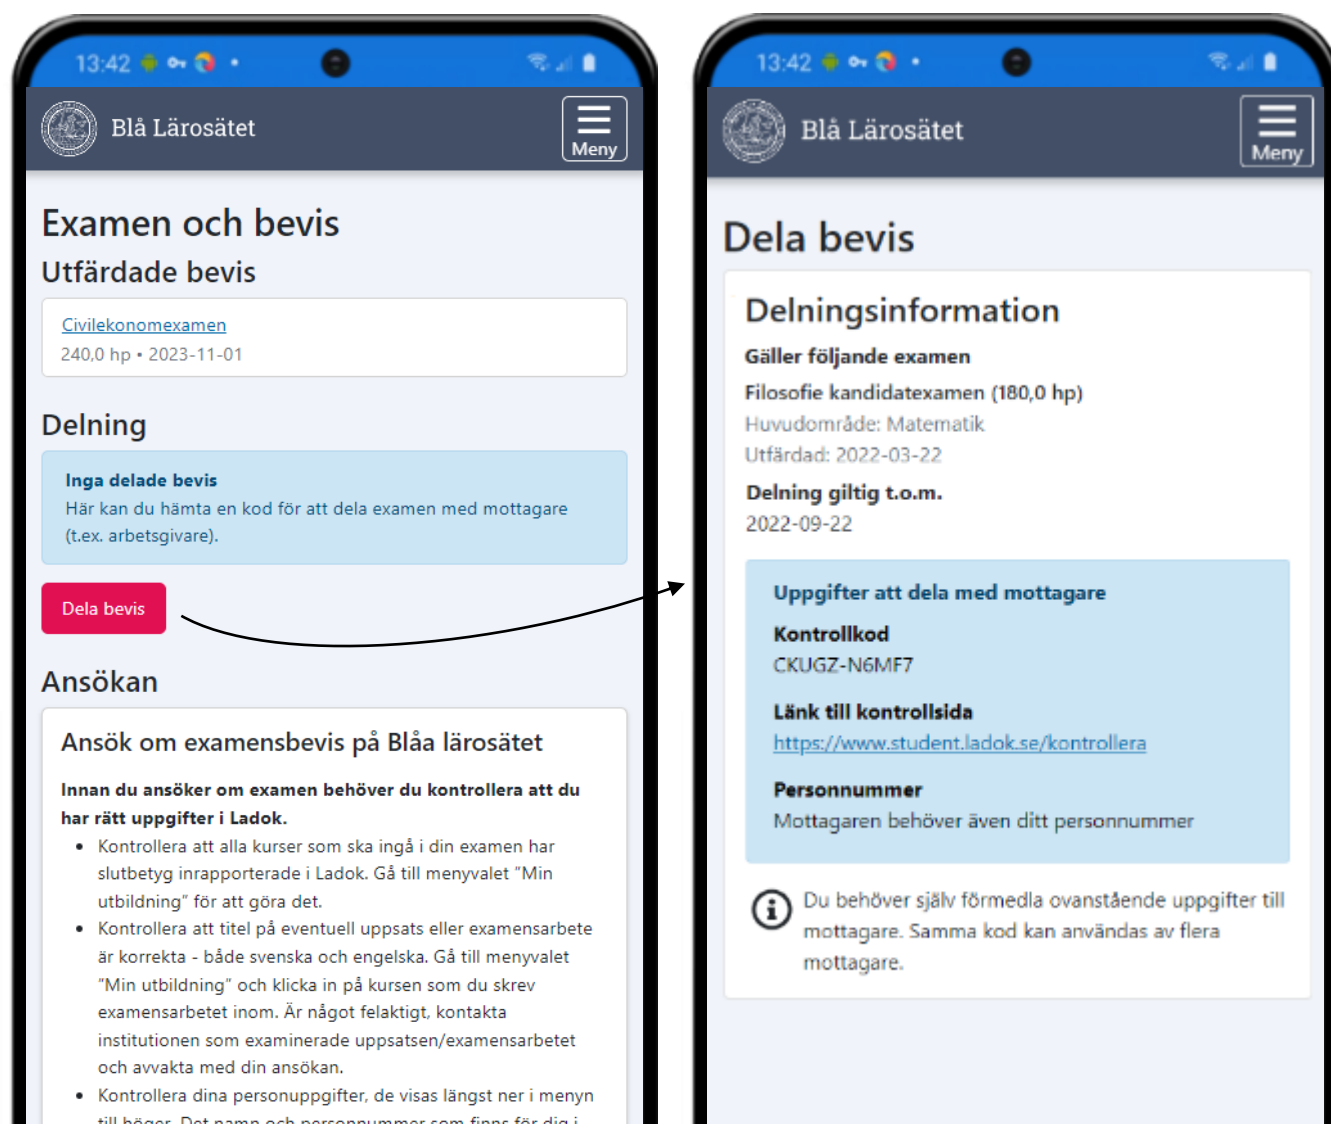 13:42
Blå Lärosätet
Meny
Examen och bevis
Utfärdade bevis
Civilekonomexamen
240,0 hp • 2023-11-01
Delning
Inga delade bevis
Här kan du hämta en kod för att dela examen med mottagare
(t.ex. arbetsgivare).
Dela bevis
Ansökan
Ansök om examensbevis på Blåa lärosätet
Innan du ansöker om examen behöver du kontrollera att du
har rätt uppgifter i Ladok.
• Kontrollera att alla kurser som ska ingå i din examen har
slutbetyg inrapporterade i Ladok. Gå till menyvalet "Min
utbildning" för att göra det.
• Kontrollera att titel på eventuell uppsats eller examensarbete
är korrekta - både svenska och engelska. Gå till menyvalet
"Min utbildning" och klicka in på kursen som du skrev
examensarbetet inom. Är något felaktigt, kontakta
institutionen som examinerade uppsatsen/examensarbetet
och avvakta med din ansökan.
• Kontrollera dina personuppgifter, de visas längst ner i menyn
till höger. Det namn och personnummer som finns för dig i
13:42
Blå Lärosätet
Meny
Dela bevis
Delningsinformation
Gäller följande examen
Filosofie kandidatexamen (180,0 hp)
Huvudområde: Matematik
Utfärdad: 2022-03-22
Delning giltig t.o.m.
2022-09-22
Uppgifter att dela med mottagare
Kontrollkod
CKUGZ-N6MF7
Länk till kontrollsida
https://www.student.ladok.se/kontrollera
Personnummer
Mottagaren behöver även ditt personnummer
Du behöver själv förmedla ovanstående uppgifter till
mottagare. Samma kod kan användas av flera
mottagare.